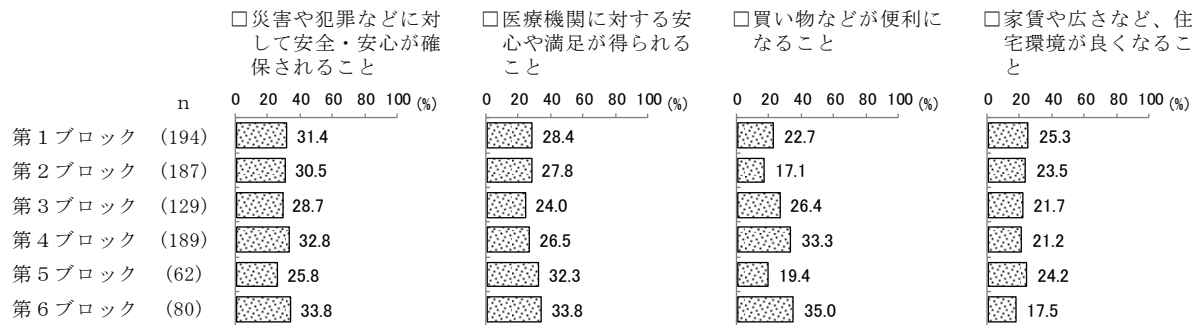 □災害や犯罪などに対
して安全・安心が確
保されること
□医療機関に対する安
心や満足が得られる
こと
□買い物などが便利に
なること
□家賃や広さなど、住
宅環境が良くなるこ
と
n
0 20 40 60 80 100 (%)
0 20 40 60 80 100 (%)
0 20 40 60 80 100 (%)
0 20 40 60 80 100 (%)
第1ブロック (194) 31.4 28.4 22.7 25.3
第2ブロック (187) 30.5 27.8 17.1 23.5
第3ブロック (129) 28.7 24.0 26.4 21.7
第4ブロック (189) 32.8 26.5 33.3 21.2
第5ブロック (62) 25.8 32.3 19.4 24.2
第6ブロック (80) 33.8 33.8 35.0 17.5